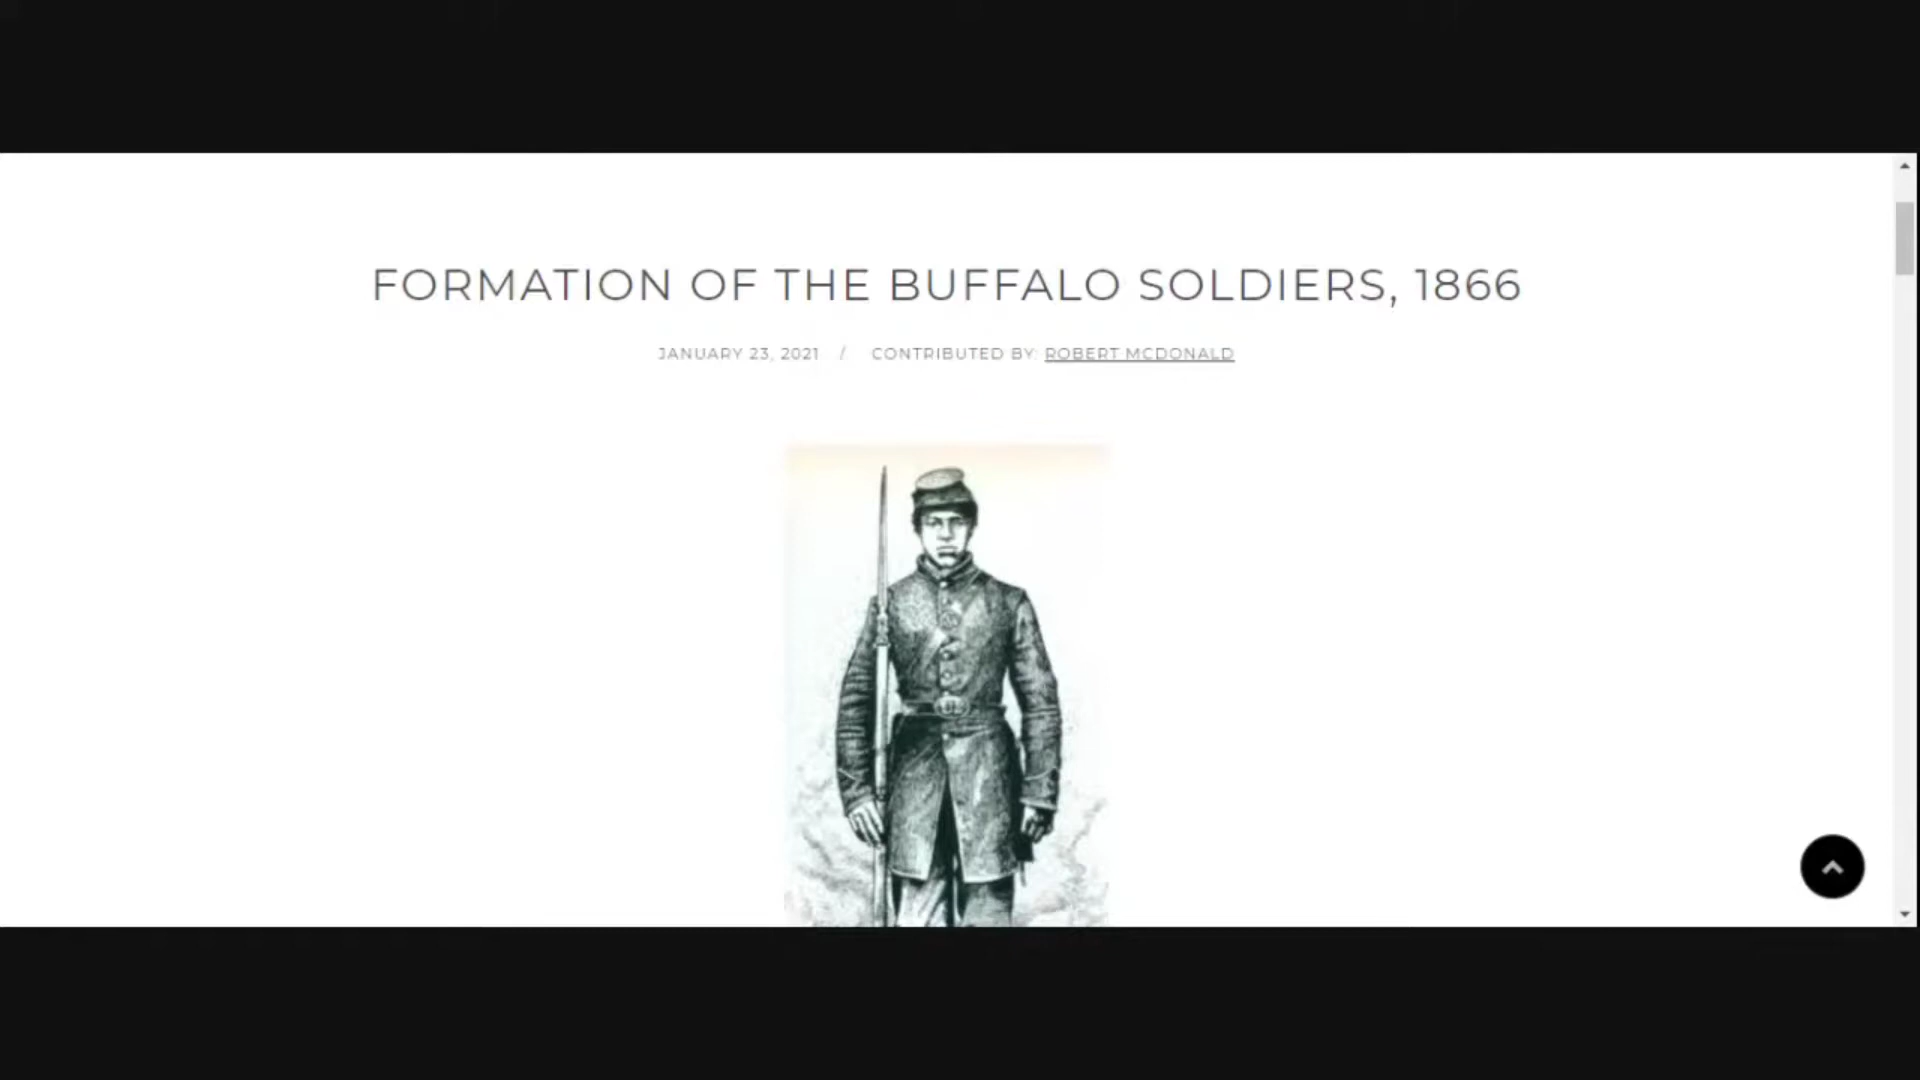 FORMATION OF THE BUFFALO SOLDIERS, 1866
JANUARY 23, 2021 / CONTRIBUTED BY: ROBERT MCDONALD